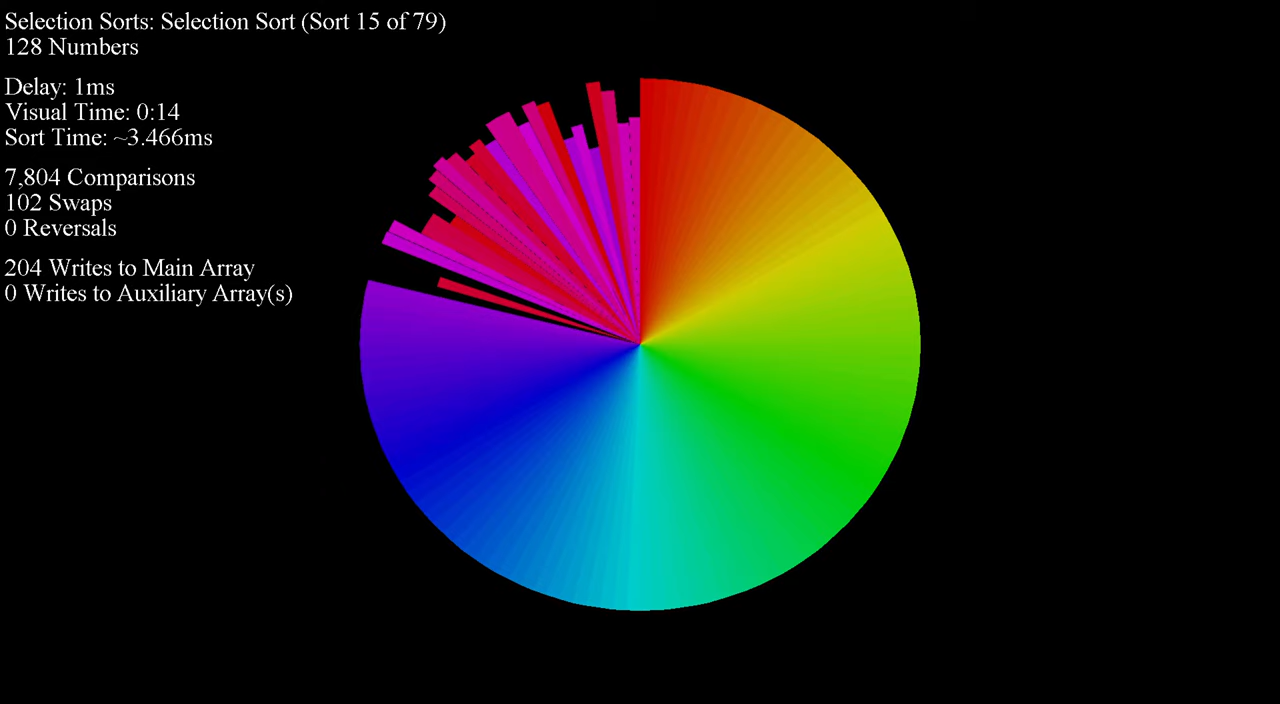 Selection Sorts: Selection Sort (Sort 15 of 79)
128 Numbers
Delay: 1ms
Visual Time: 0:14
Sort Time: ~3.466ms
7,804 Comparisons
102 Swaps
0 Reversals
204 Writes to Main Array
0 Writes to Auxiliary Array(s)